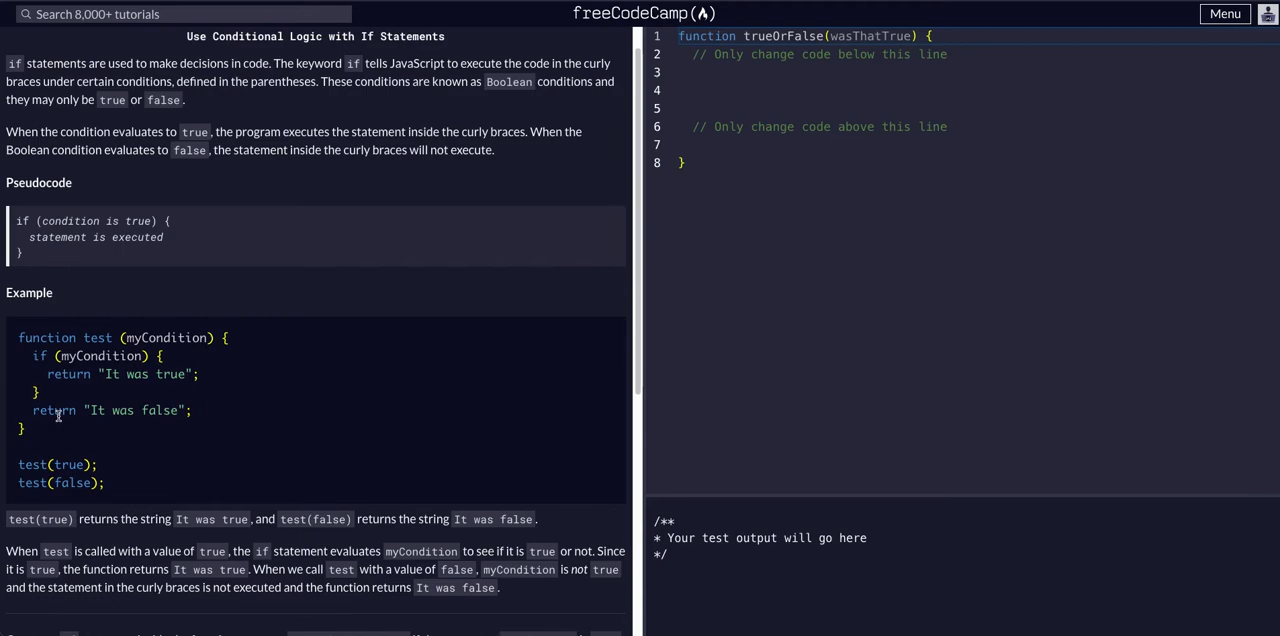 Search 8,000+ tutorials
freeCodeCamp
Menu
Use Conditional Logic with If Statements
if statements are used to make decisions in code. The keyword if tells JavaScript to execute the code in the curly
braces under certain conditions, defined in the parentheses. These conditions are known as Boolean conditions and
they may only be true or false.
When the condition evaluates to true, the program executes the statement inside the curly braces. When the
Boolean condition evaluates to false, the statement inside the curly braces will not execute.
Pseudocode
if (condition is true) {
statement is executed
}
Example
function test (myCondition) {
if (myCondition) {
return "It was true";
}
return "It was false";
}
test(true);
test(false);
test(true) returns the string It was true, and test(false) returns the string It was false.
When test is called with a value of true, the if statement evaluates myCondition to see if it is true or not. Since
it is true, the function returns It was true. When we call test with a value of false, myCondition is not true
and the statement in the curly braces is not executed and the function returns It was false.
1 function trueOrFalse(wasThatTrue) {
2 // Only change code below this line
3
4
5
6 // Only change code above this line
7
8 }
/**
* Your test output will go here
*/